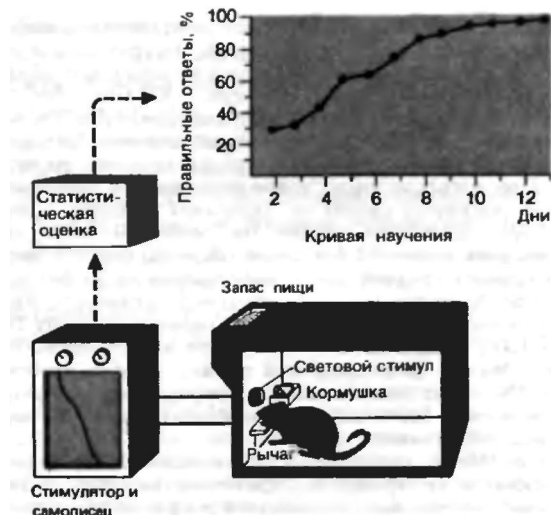 Правильные ответы, %
100
80
60
40
20
2 4 6 8 10 12
Дни
Кривая научения
Статисти-
ческая
оценка
Запас пищи
Световой стимул
Кормушка
Рычаг
Стимулятор и
самописец